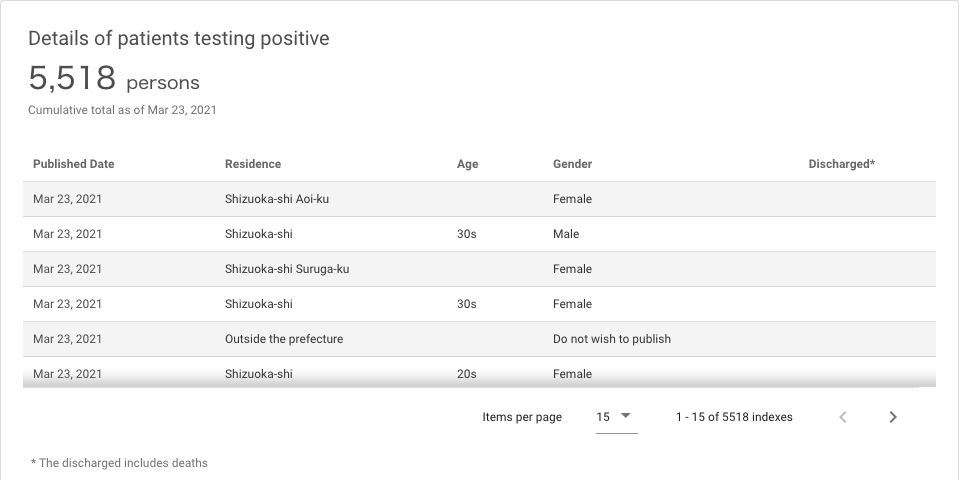 Details of patients testing positive
5,518 persons
Cumulative total as of Mar 23, 2021
Published Date Residence Age Gender Discharged*
Mar 23, 2021 Shizuoka-shi Aoi-ku Female
Mar 23, 2021 Shizuoka-shi 30s Male
Mar 23, 2021 Shizuoka-shi Suruga-ku Female
Mar 23, 2021 Shizuoka-shi 30s Female
Mar 23, 2021 Outside the prefecture Do not wish to publish
Mar 23, 2021 Shizuoka-shi 20s Female
Items per page 15 1 - 15 of 5518 indexes
* The discharged includes deaths